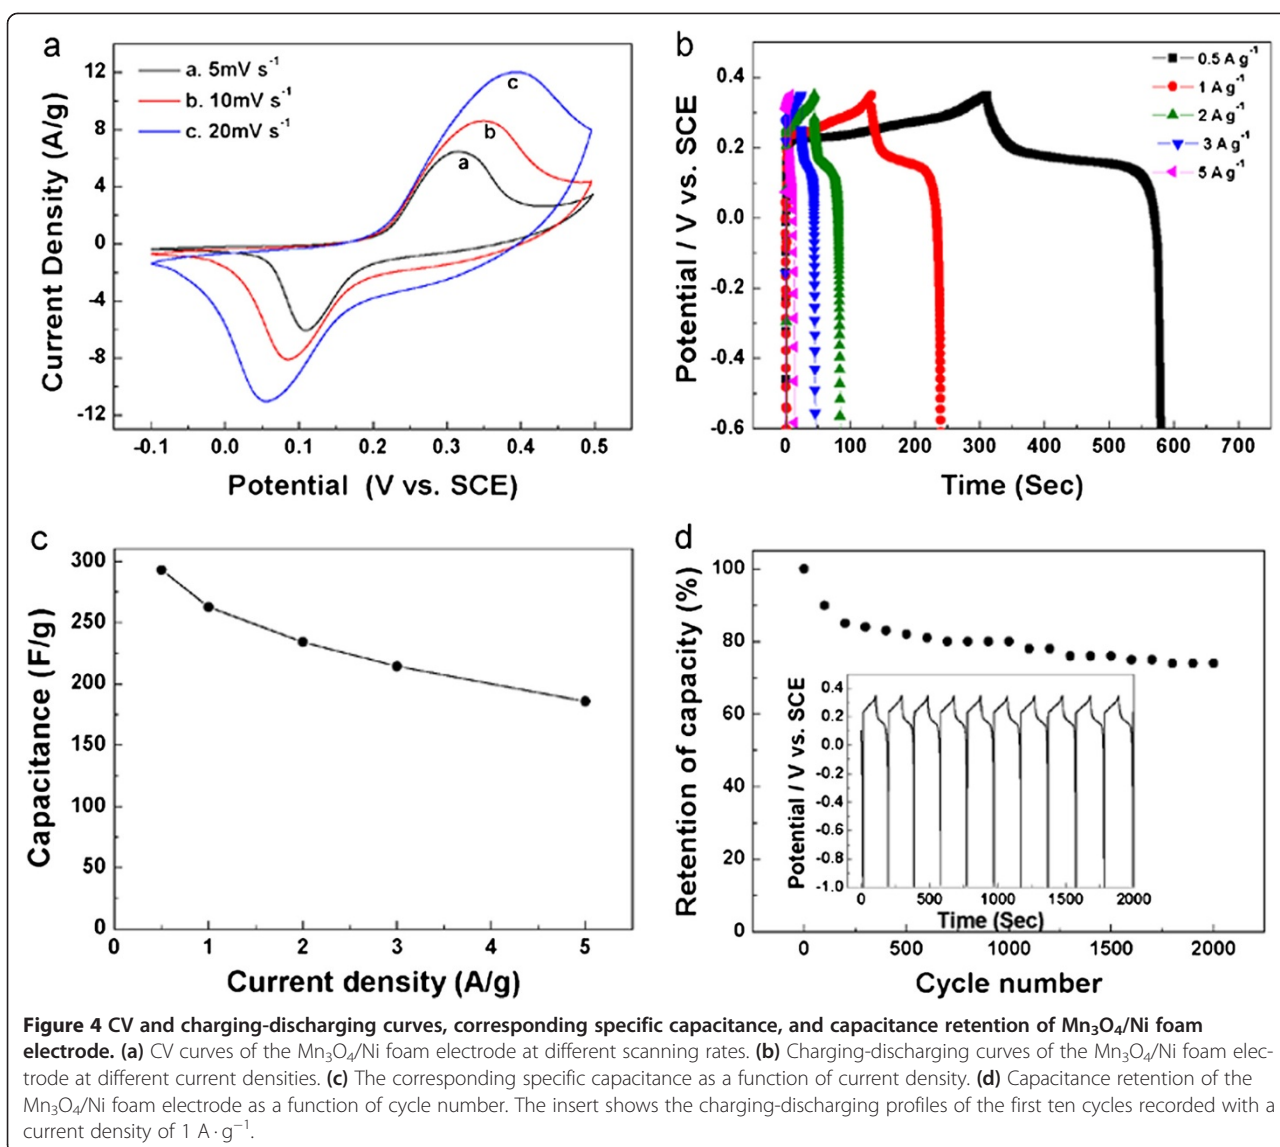 a
a. 5mV s⁻¹
b. 10mV s⁻¹
c. 20mV s⁻¹
c
b
a
12
8
4
0
-4
-8
-12
Current Density (A/g)
-0.1 0.0 0.1 0.2 0.3 0.4 0.5
Potential (V vs. SCE)
b
0.5 A g⁻¹
1 A g⁻¹
2 A g⁻¹
3 A g⁻¹
5 A g⁻¹
0.4
0.2
0.0
-0.2
-0.4
-0.6
Potential / V vs. SCE
0 100 200 300 400 500 600 700
Time (Sec)
c
300
250
200
150
100
50
0
Capacitance (F/g)
0 1 2 3 4 5
Current density (A/g)
d
100
80
60
40
20
0
Retention of capacity (%)
0.4
0.2
0.0
-0.2
-0.4
-0.6
-0.8
-1.0
Potential / V vs. SCE
0 500 1000 1500 2000
Time (Sec)
0 500 1000 1500 2000
Cycle number
Figure 4 CV and charging-discharging curves, corresponding specific capacitance, and capacitance retention of Mn₃O₄/Ni foam
electrode. (a) CV curves of the Mn₃O₄/Ni foam electrode at different scanning rates. (b) Charging-discharging curves of the Mn₃O₄/Ni foam elec-
trode at different current densities. (c) The corresponding specific capacitance as a function of current density. (d) Capacitance retention of the
Mn₃O₄/Ni foam electrode as a function of cycle number. The insert shows the charging-discharging profiles of the first ten cycles recorded with a
current density of 1 A · g⁻¹.